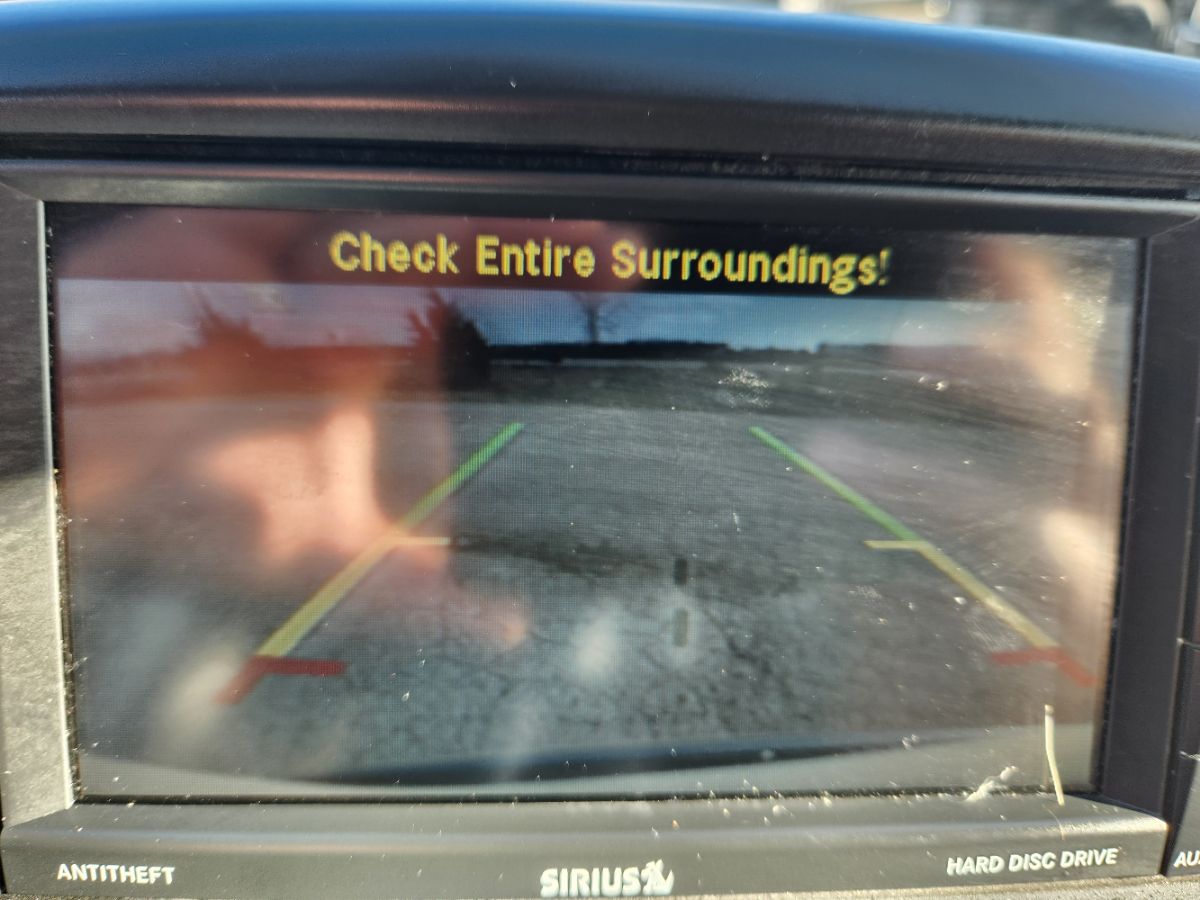 Check Entire Surroundings!
ANTITHEFT
SIRIUS
HARD DISC DRIVE